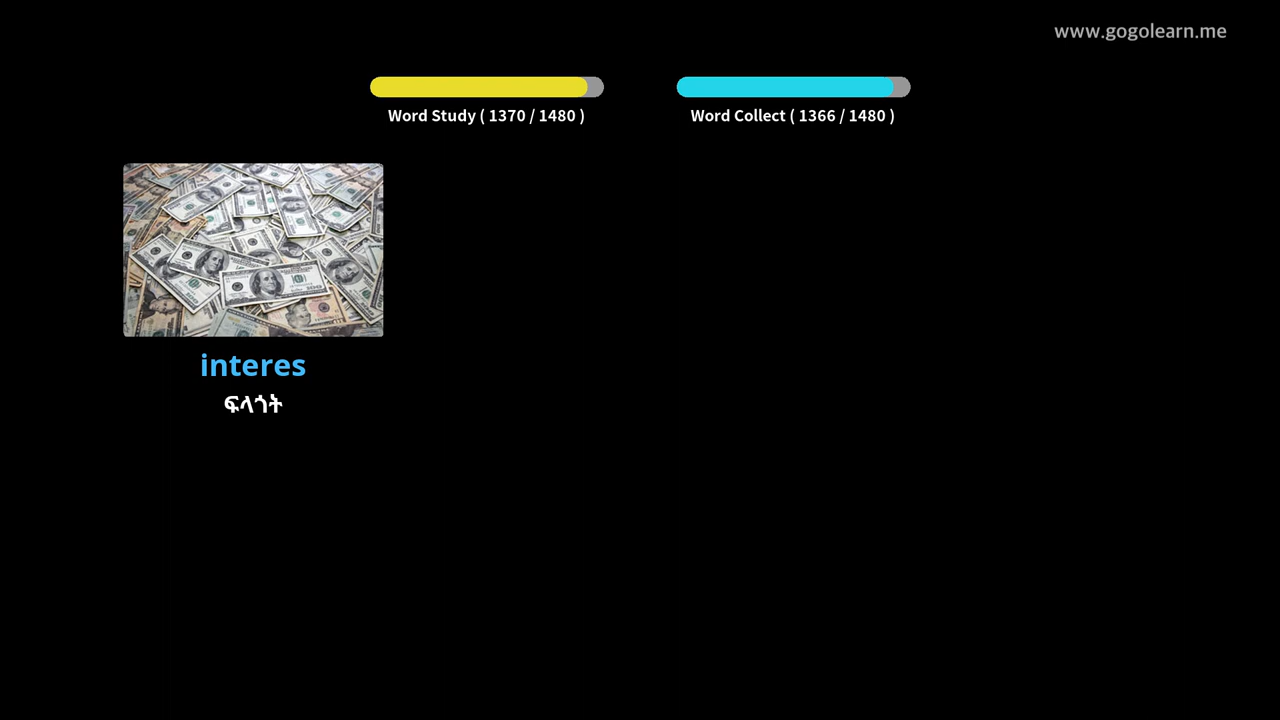 www.gogolearn.me
Word Study ( 1370 / 1480 )
Word Collect ( 1366 / 1480 )
interes
ፍላጎት